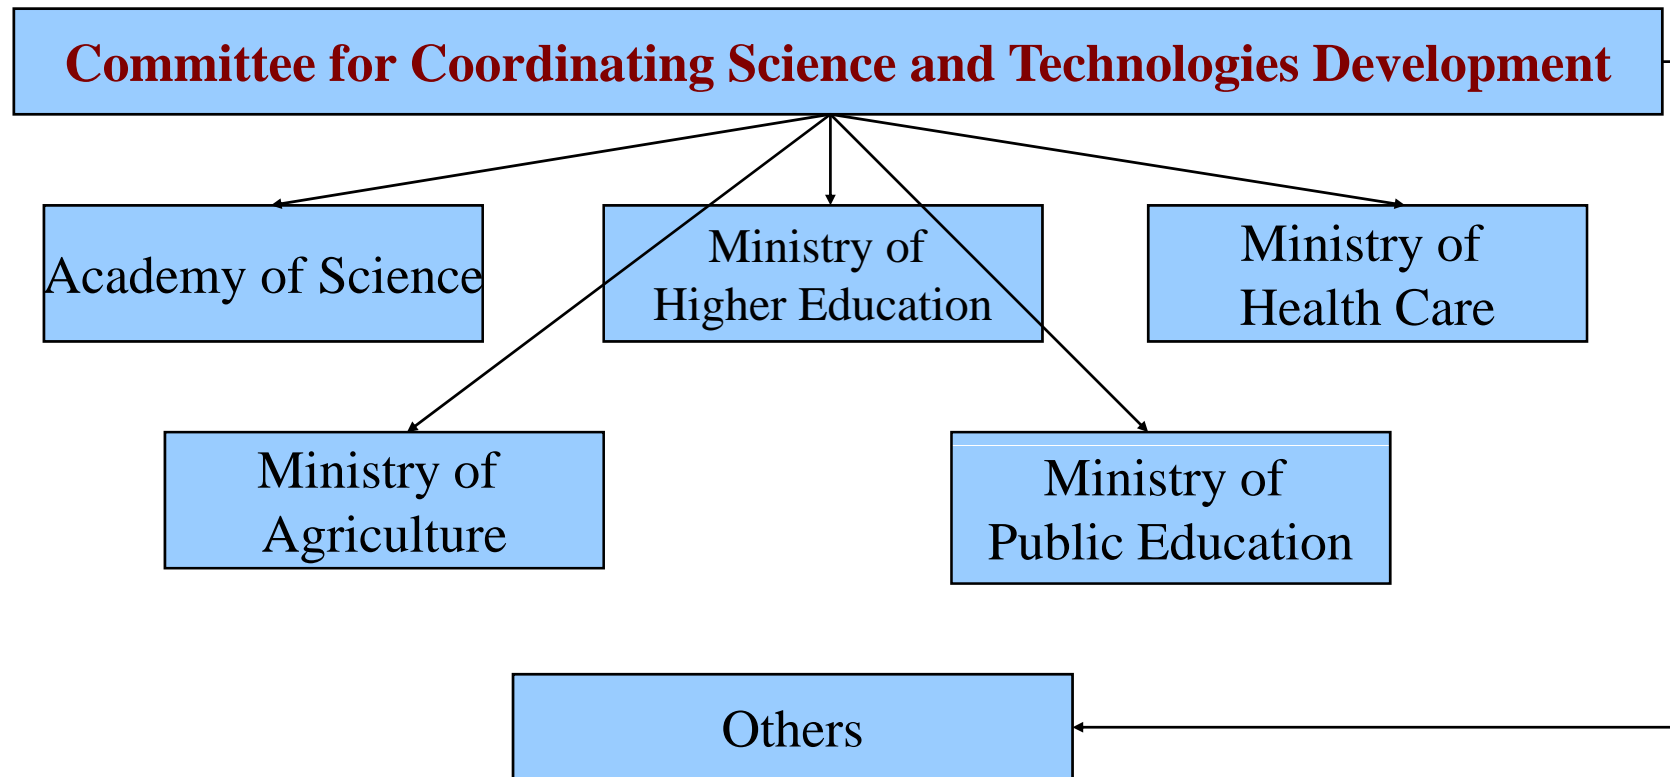 Committee for Coordinating Science and Technologies Development
Academy of Science
Ministry of
Higher Education
Ministry of
Health Care
Ministry of
Agriculture
Ministry of
Public Education
Others